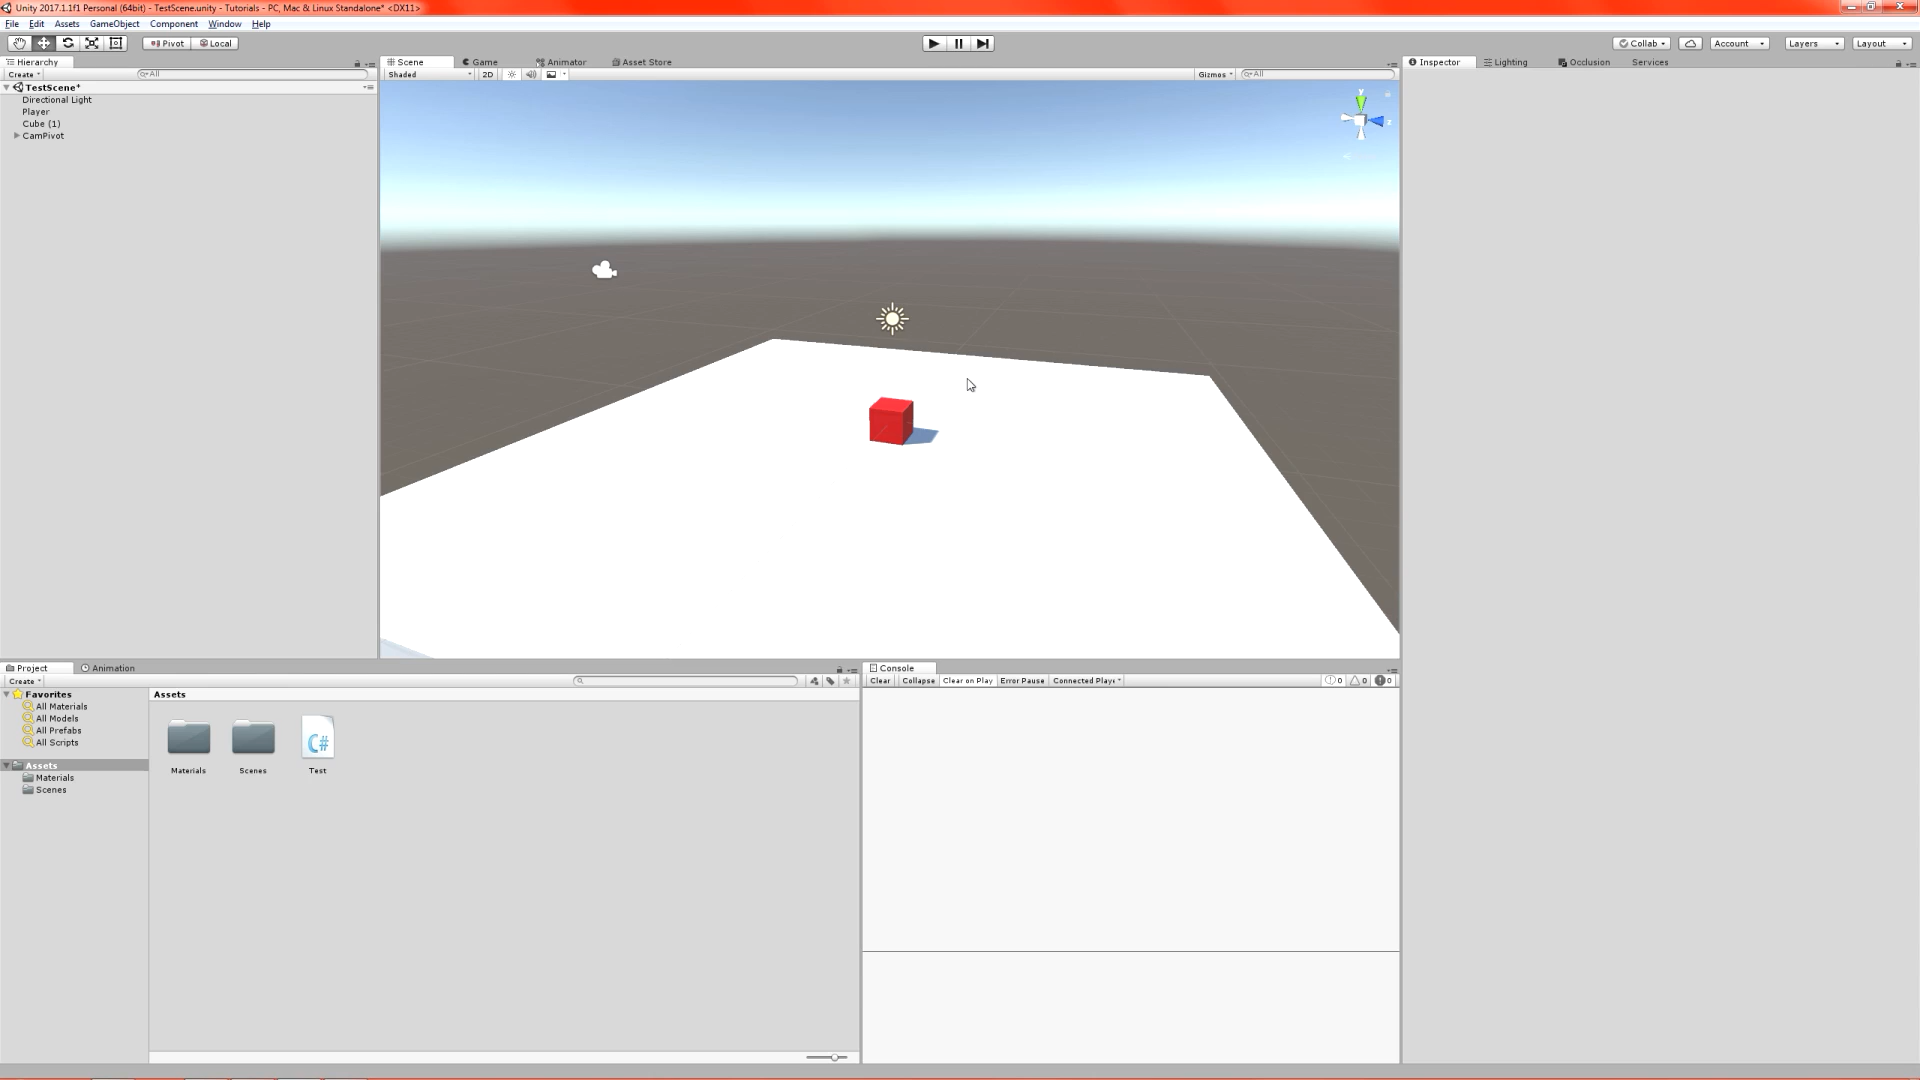 Unity 2017.1.1f1 Personal (64bit) - TestScene.unity - Tutorials - PC, Mac & Linux Standalone* <DX11>
File Edit Assets GameObject Component Window Help
Pivot Local Collab Account Layers Layout
Hierarchy
Create All
TestScene*
Directional Light
Player
Cube (1)
CamPivot
Scene Game Animator Asset Store
Shaded 2D Gizmos All
y
z
Inspector Lighting Occlusion Services
Project Animation
Create
Favorites
All Materials
All Models
All Prefabs
All Scripts
Assets
Materials
Scenes
Assets
Materials Scenes Test
C#
Console
Clear Collapse Clear on Play Error Pause Connected Playe 0 0 0